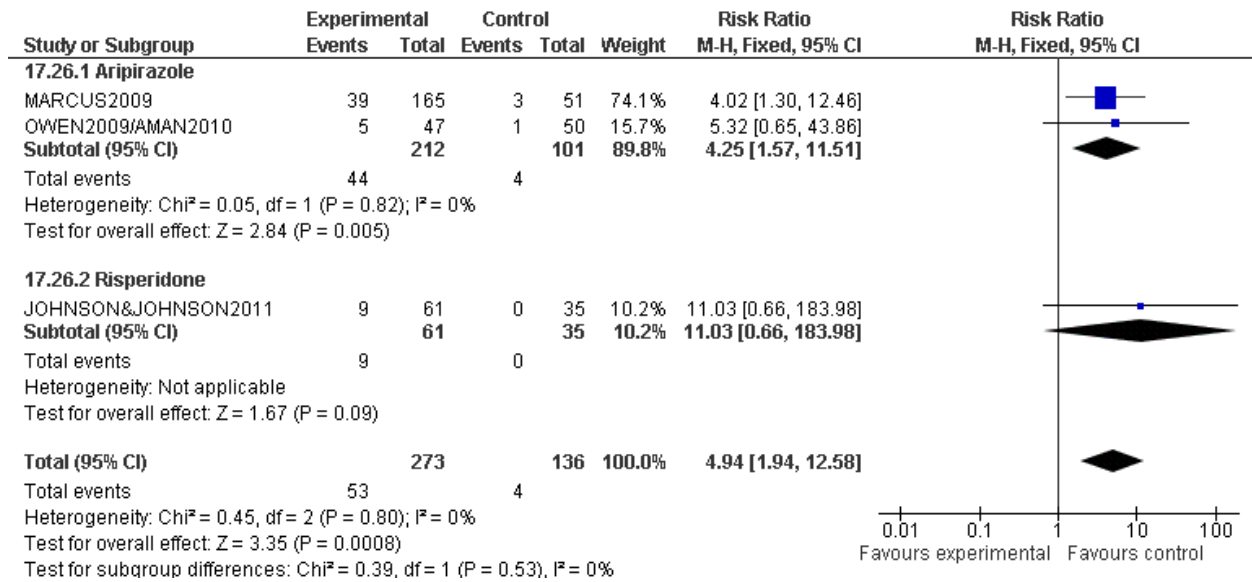 Experimental Control Risk Ratio Risk Ratio
Study or Subgroup Events Total Events Total Weight M-H, Fixed, 95% CI M-H, Fixed, 95% CI
17.26.1 Aripirazole
MARCUS2009 39 165 3 51 74.1% 4.02 [1.30, 12.46]
OWEN2009/AMAN2010 5 47 1 50 15.7% 5.32 [0.65, 43.86]
Subtotal (95% CI) 212 101 89.8% 4.25 [1.57, 11.51]
Total events 44 4
Heterogeneity: Chi² = 0.05, df = 1 (P = 0.82); I² = 0%
Test for overall effect: Z = 2.84 (P = 0.005)
17.26.2 Risperidone
JOHNSON&JOHNSON2011 9 61 0 35 10.2% 11.03 [0.66, 183.98]
Subtotal (95% CI) 61 35 10.2% 11.03 [0.66, 183.98]
Total events 9 0
Heterogeneity: Not applicable
Test for overall effect: Z = 1.67 (P = 0.09)
Total (95% CI) 273 136 100.0% 4.94 [1.94, 12.58]
Total events 53 4
Heterogeneity: Chi² = 0.45, df = 2 (P = 0.80); I² = 0%
Test for overall effect: Z = 3.35 (P = 0.0008)
Test for subgroup differences: Chi² = 0.39, df = 1 (P = 0.53), I² = 0%
0.01 0.1 1 10 100
Favours experimental Favours control